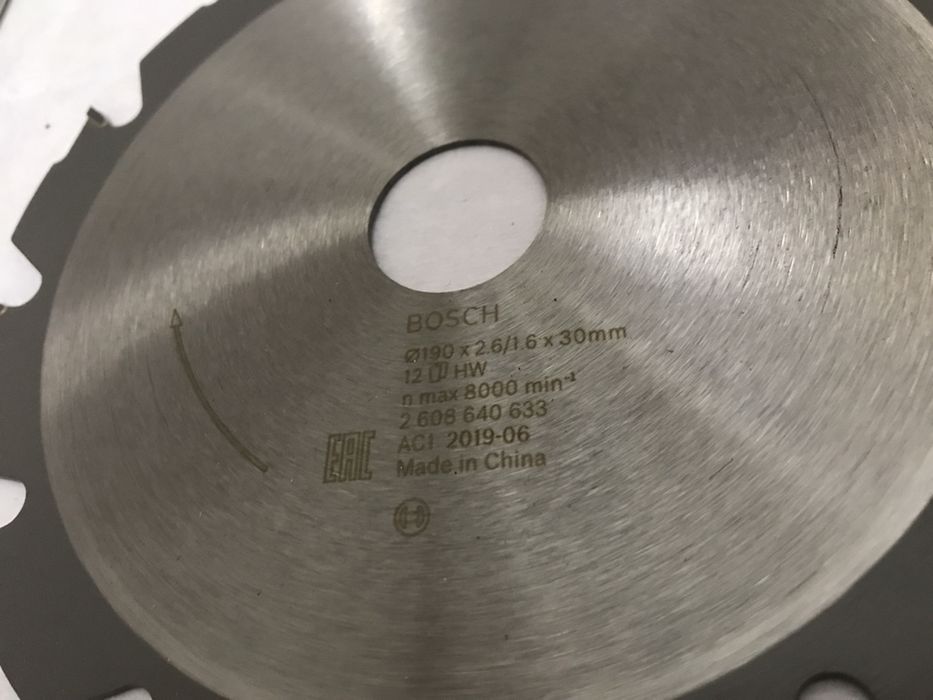 BOSCH
Ø190 x 2.6/1.6 x 30mm
12 HW
n max 8000 min⁻¹
2 608 640 633
EAC
AC1 2019-06
Made in China